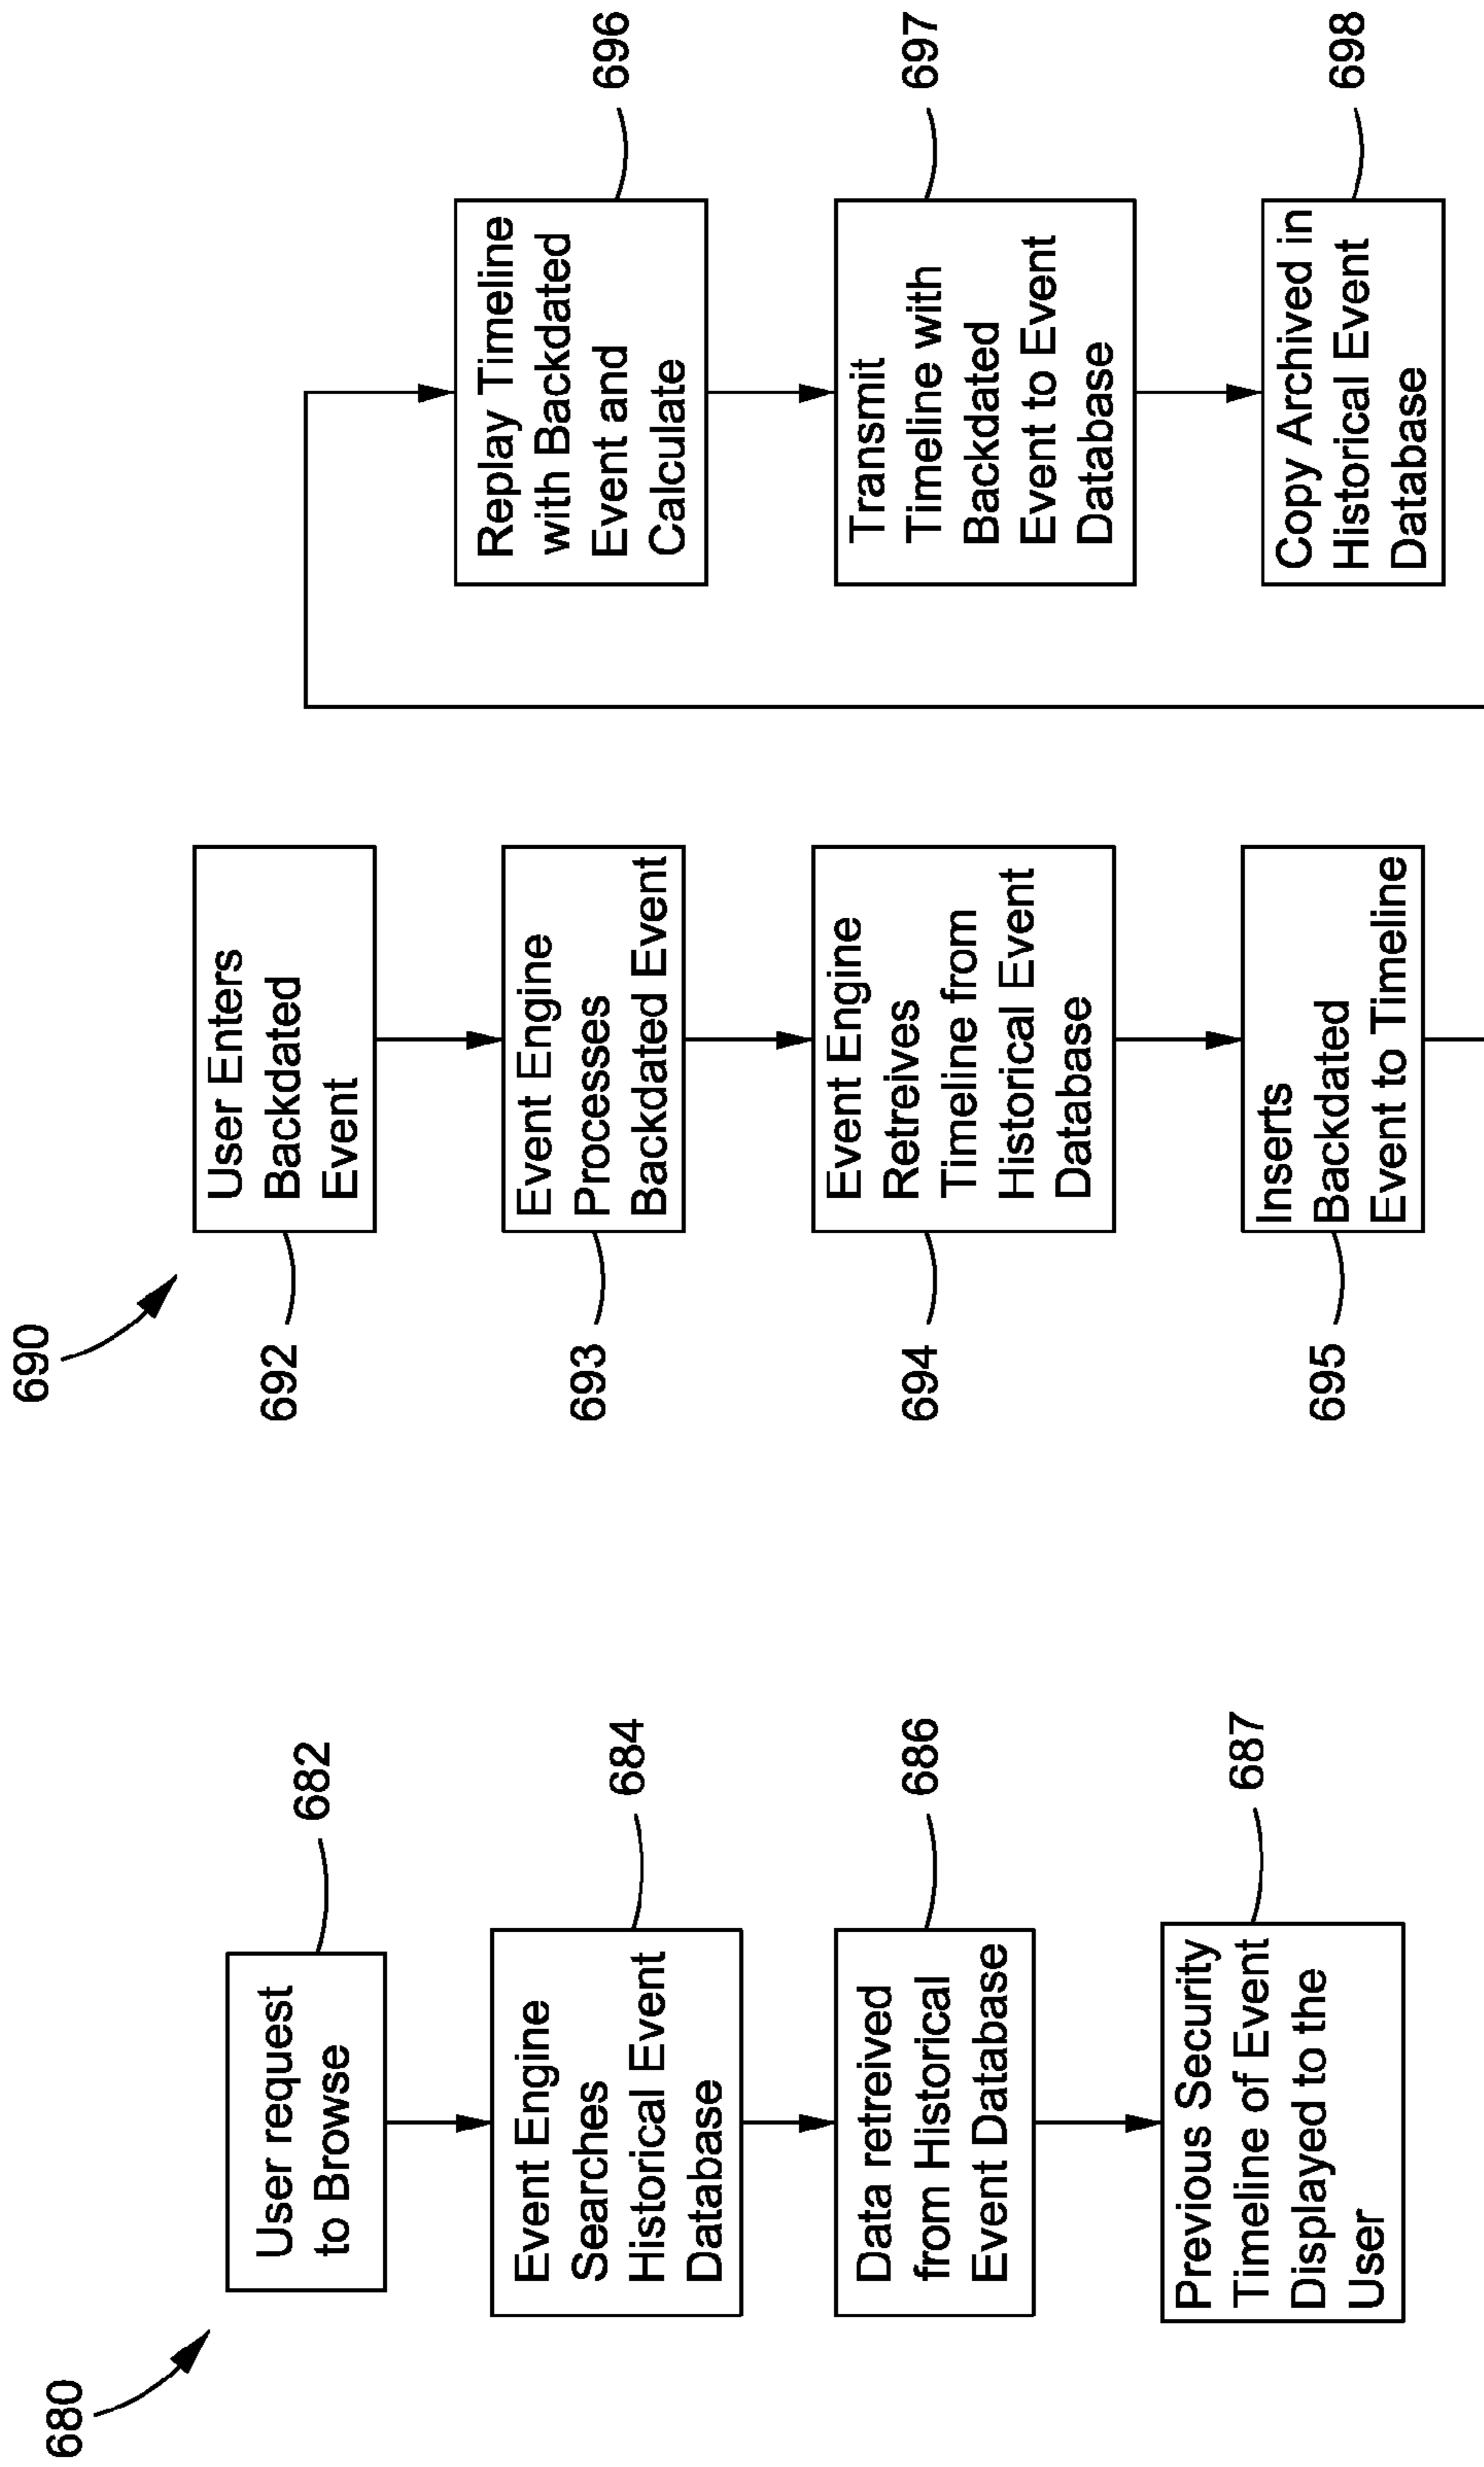 680
User request
to Browse
682
Event Engine
Searches
Historical Event
Database
684
Data retreived
from Historical
Event Database
686
Previous Security
Timeline of Event
Displayed to the
User
687
690
692
User Enters
Backdated
Event
693
Event Engine
Processes
Backdated Event
694
Event Engine
Retreives
Timeline from
Historical Event
Database
695
Inserts
Backdated
Event to Timeline
Replay Timeline
with Backdated
Event and
Calculate
696
Transmit
Timeline with
Backdated
Event to Event
Database
697
Copy Archived in
Historical Event
Database
698